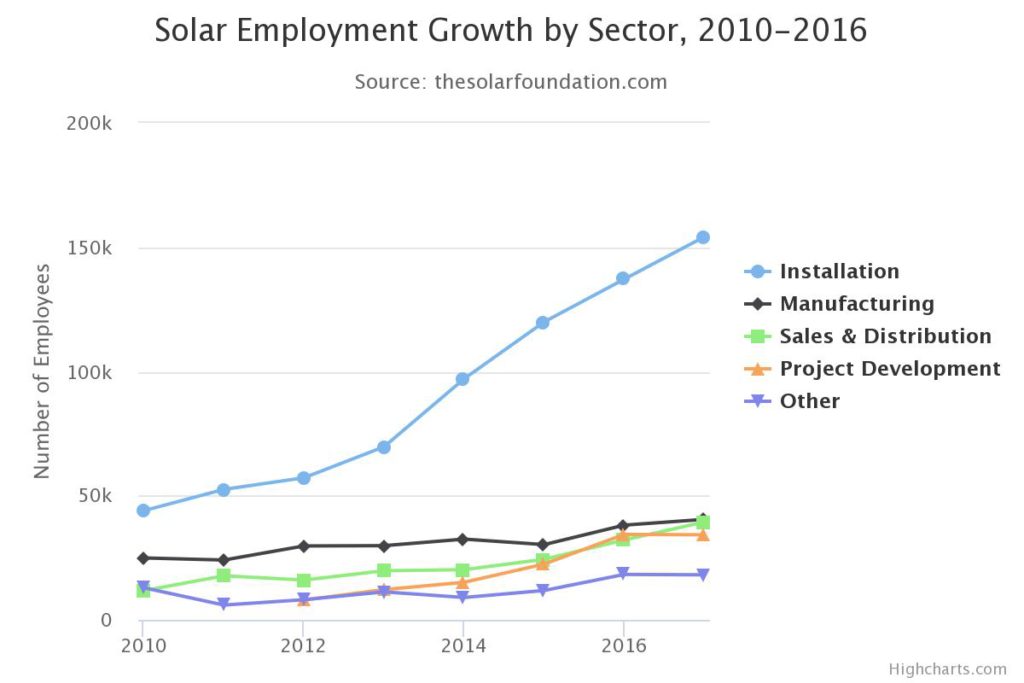 Solar Employment Growth by Sector, 2010-2016
Source: thesolarfoundation.com
200k
150k
100k
50k
0
Number of Employees
2010
2012
2014
2016
Installation
Manufacturing
Sales & Distribution
Project Development
Other
Highcharts.com